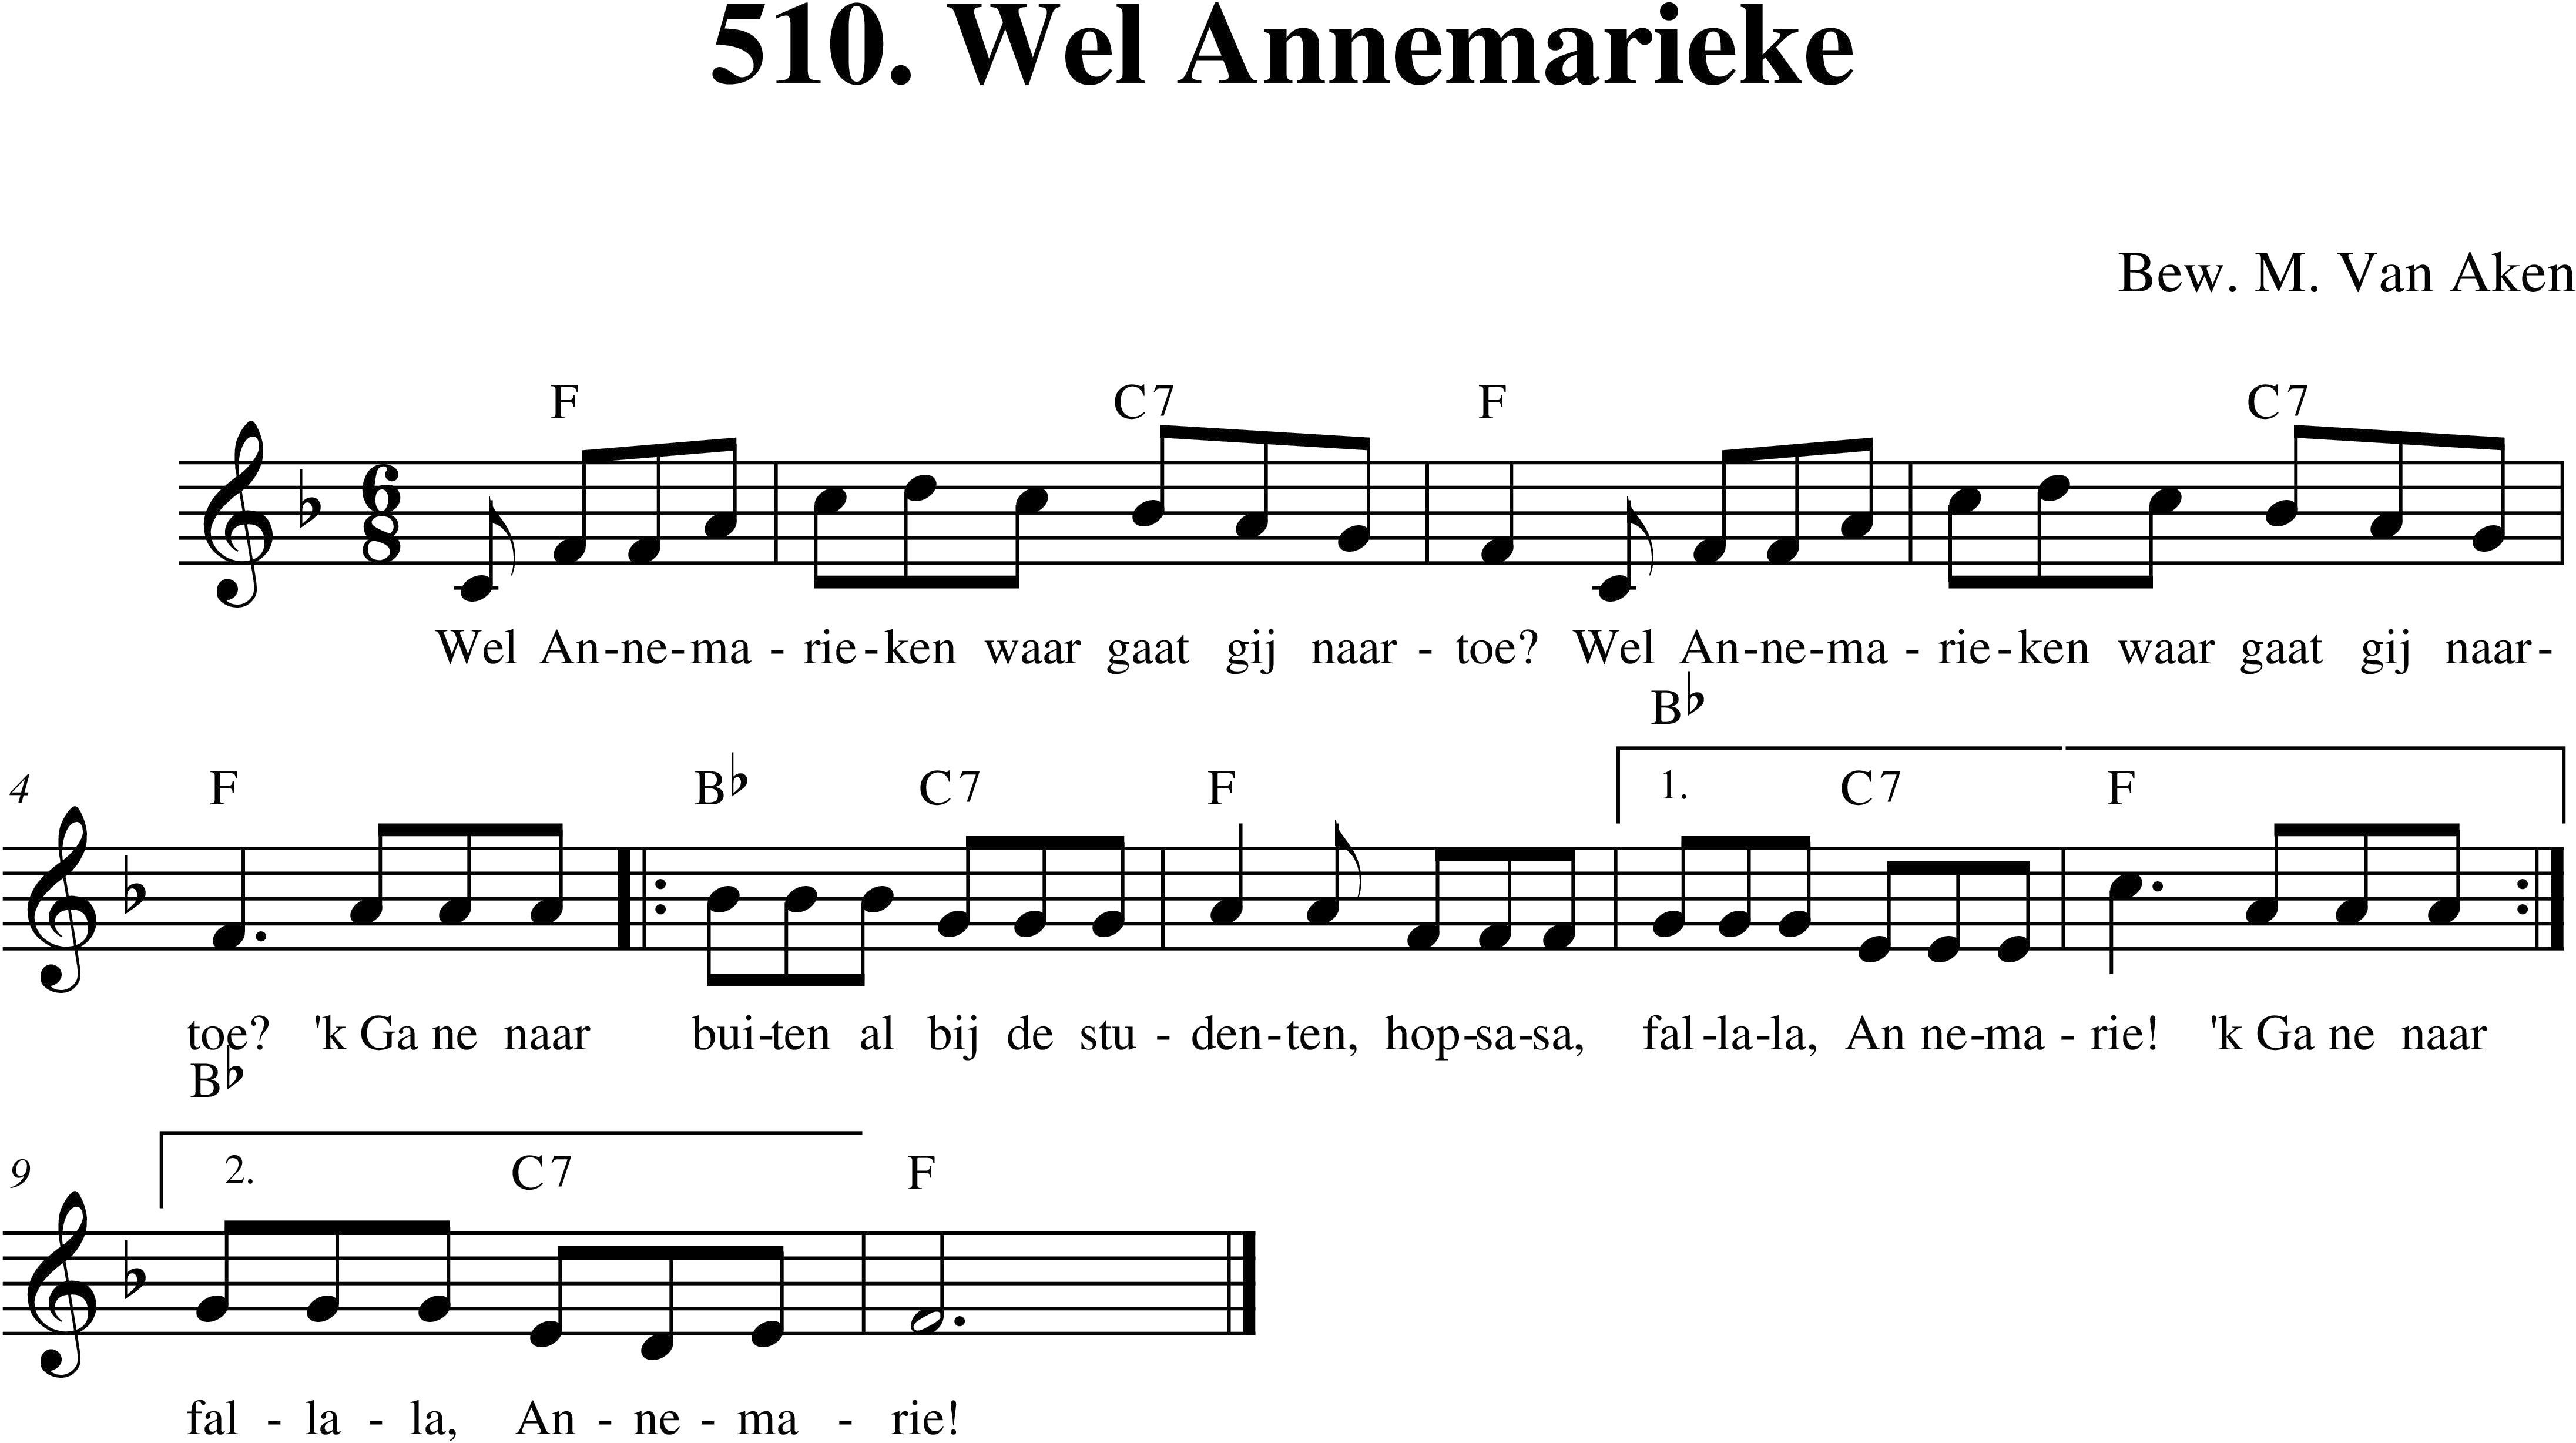 510. Wel Annemarieke
Bew. M. Van Aken
F C7 F C7
6
8
Wel An-ne-ma - rie-ken waar gaat gij naar - toe? Wel An-ne-ma - rie-ken waar gaat gij naar-
B♭
4 F B♭ C7 F 1. C7 F
toe? 'k Ga ne naar bui-ten al bij de stu - den-ten, hop-sa-sa, fal-la-la, An ne-ma - rie! 'k Ga ne naar
B♭
9 2. C7 F
fal - la - la, An - ne - ma - rie!